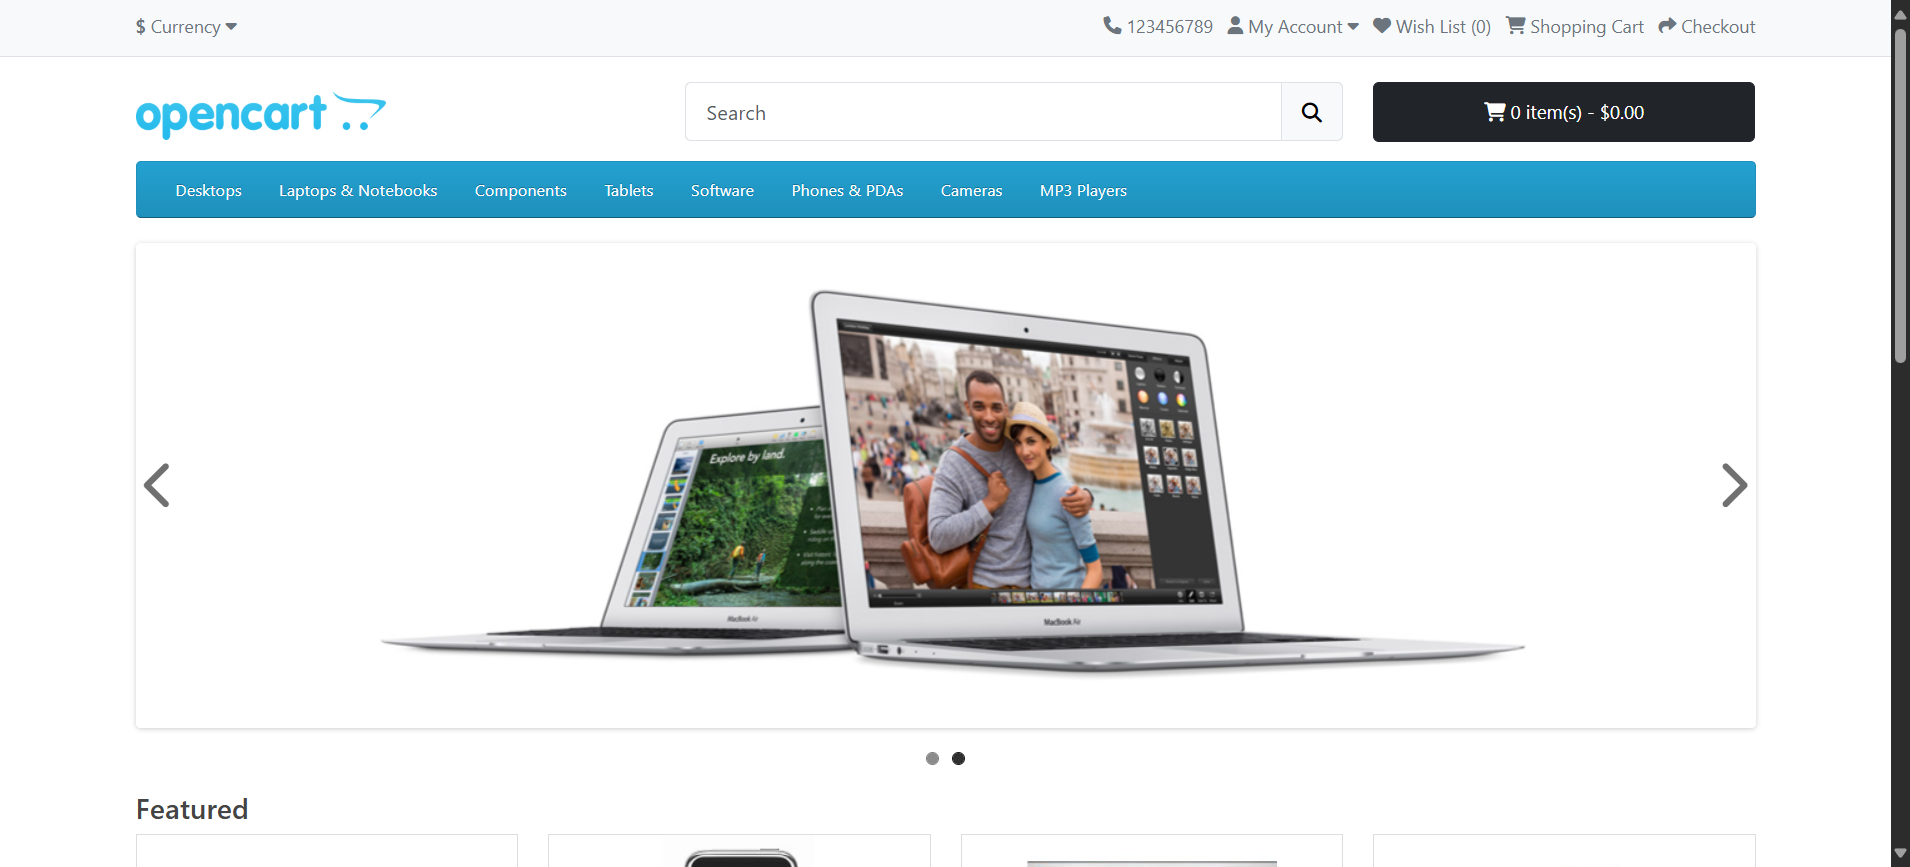 $ Currency
123456789 My Account Wish List (0) Shopping Cart Checkout
opencart
Search
0 item(s) - $0.00
Desktops Laptops & Notebooks Components Tablets Software Phones & PDAs Cameras MP3 Players
Explore by land.
MacBook Air
MacBook Air
Featured